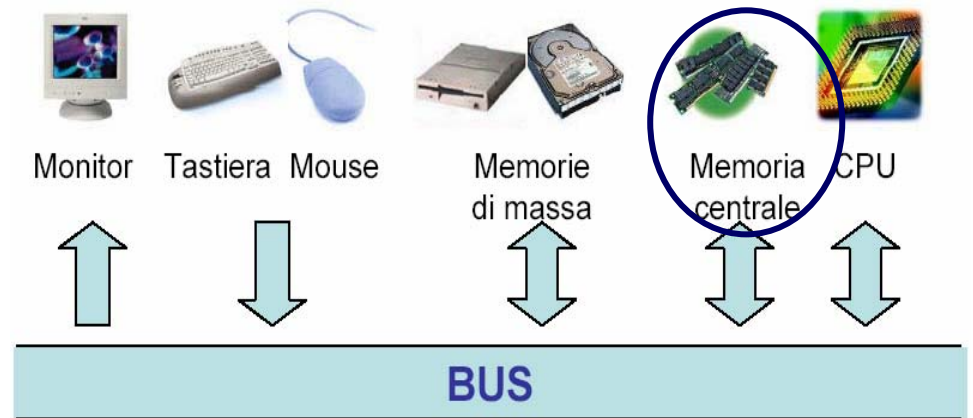 Monitor
Tastiera Mouse
Memorie
di massa
Memoria
centrale
CPU
BUS